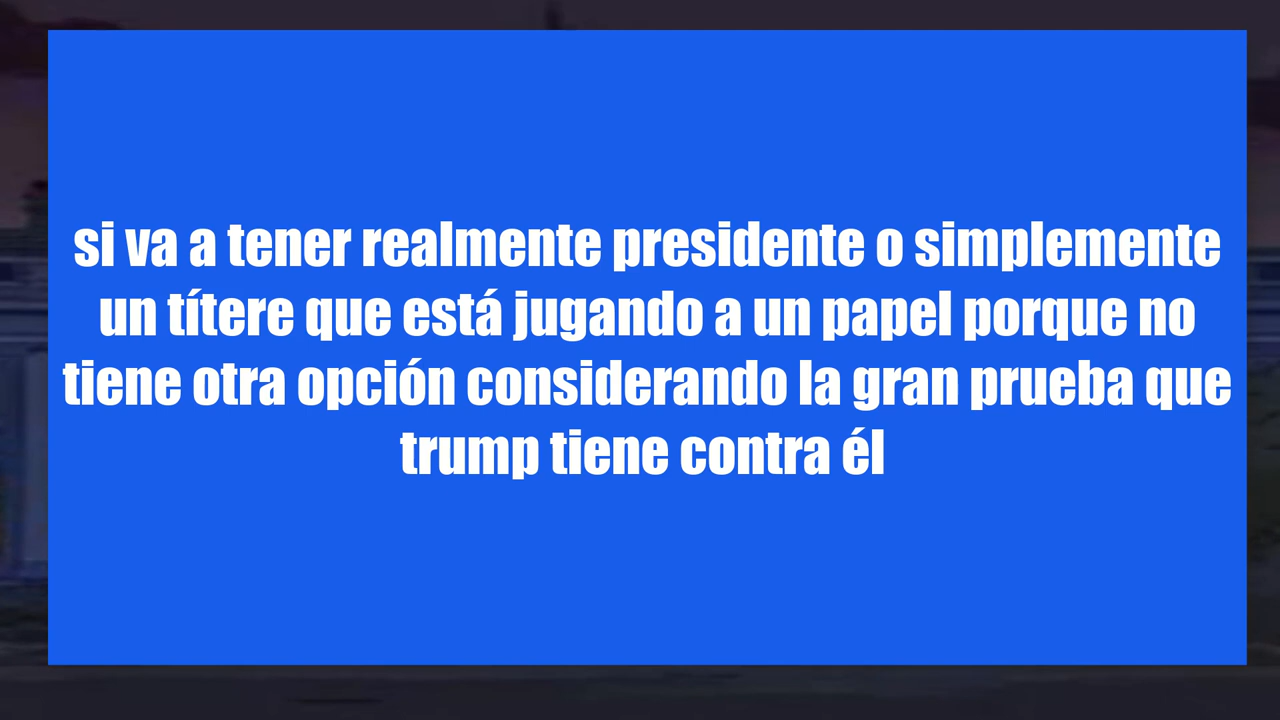 si va a tener realmente presidente o simplemente
un títere que está jugando a un papel porque no
tiene otra opción considerando la gran prueba que
trump tiene contra él